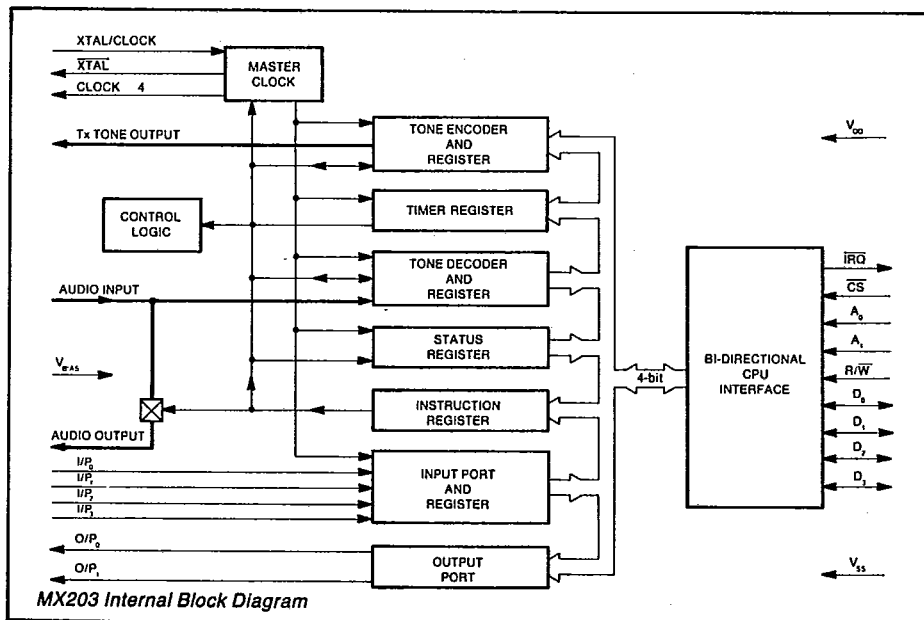 XTAL/CLOCK
XTAL
CLOCK 4
MASTER
CLOCK
Tx TONE OUTPUT
TONE ENCODER
AND
REGISTER
V_DD
TIMER REGISTER
CONTROL
LOGIC
TONE DECODER
AND
REGISTER
AUDIO INPUT
STATUS
REGISTER
V_BIAS
INSTRUCTION
REGISTER
AUDIO OUTPUT
4-bit
BI-DIRECTIONAL
CPU
INTERFACE
IRQ
CS
A₀
A₁
R/W
D₀
D₁
D₂
D₃
I/P₀
I/P₁
I/P₂
I/P₃
INPUT PORT
AND
REGISTER
O/P₀
O/P₁
OUTPUT
PORT
V_SS
MX203 Internal Block Diagram